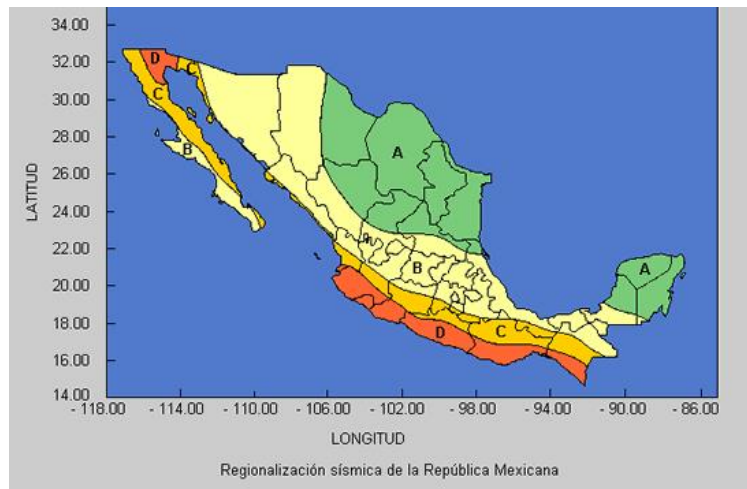 34.00
32.00
30.00
28.00
26.00
24.00
22.00
20.00
18.00
16.00
14.00
LATITUD
D
C
C
B
A
A
B
C
D
- 118.00 - 114.00 - 110.00 - 106.00 - 102.00 - 98.00 - 94.00 - 90.00 - 86.00
LONGITUD
Regionalización sísmica de la República Mexicana